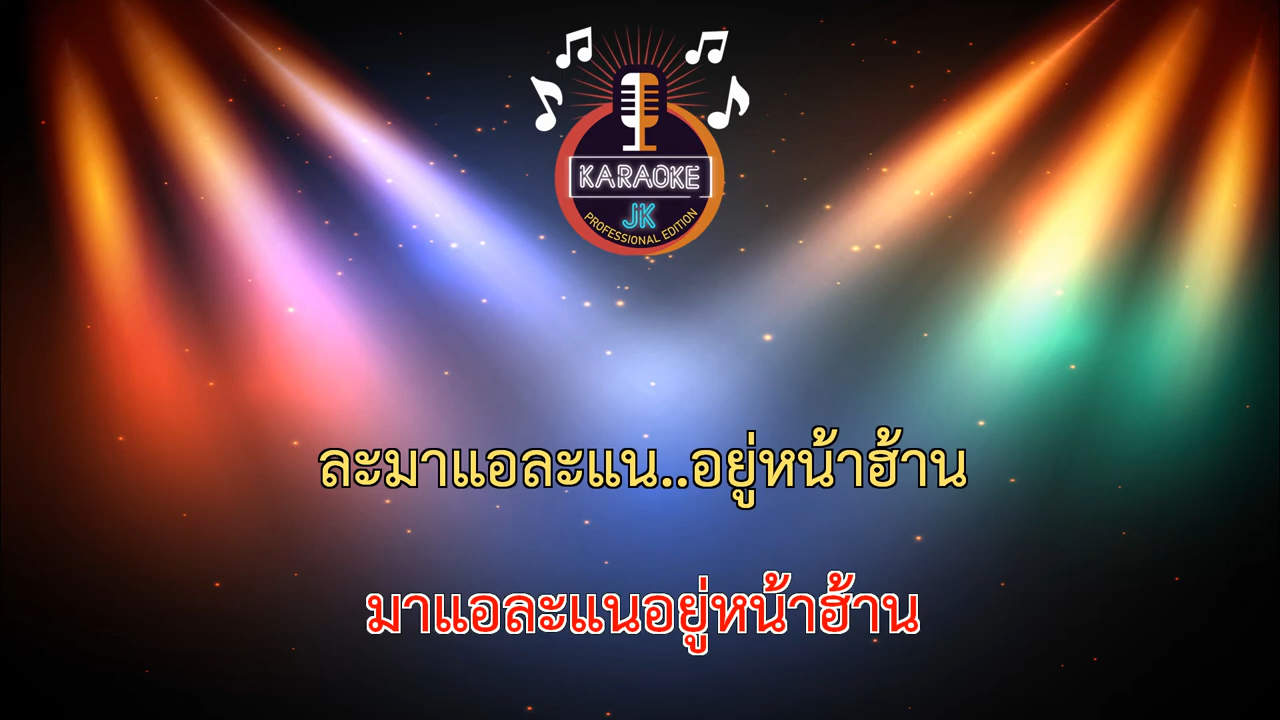 KARAOKE
JK
PROFESSIONAL EDITION
ละมาแอละแน..อยู่หน้าฮ้าน
มาแอละแนอยู่หน้าฮ้าน